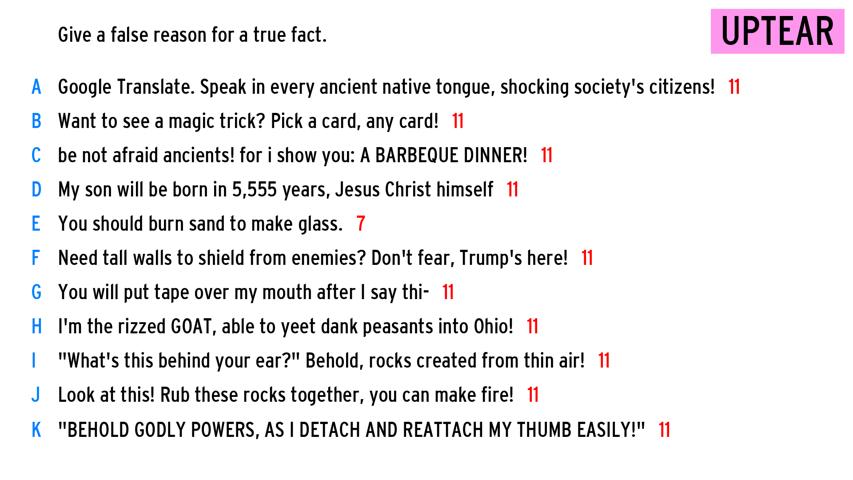 Give a false reason for a true fact.
UPTEAR
A Google Translate. Speak in every ancient native tongue, shocking society's citizens! 11
B Want to see a magic trick? Pick a card, any card! 11
C be not afraid ancients! for i show you: A BARBEQUE DINNER! 11
D My son will be born in 5,555 years, Jesus Christ himself 11
E You should burn sand to make glass. 7
F Need tall walls to shield from enemies? Don't fear, Trump's here! 11
G You will put tape over my mouth after I say thi- 11
H I'm the rizzed GOAT, able to yeet dank peasants into Ohio! 11
I "What's this behind your ear?" Behold, rocks created from thin air! 11
J Look at this! Rub these rocks together, you can make fire! 11
K "BEHOLD GODLY POWERS, AS I DETACH AND REATTACH MY THUMB EASILY!" 11